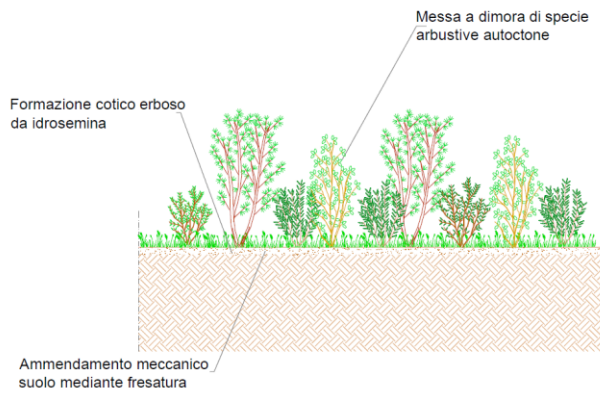 Messa a dimora di specie
arbustive autoctone
Formazione cotico erboso
da idrosemina
Ammendamento meccanico
suolo mediante fresatura